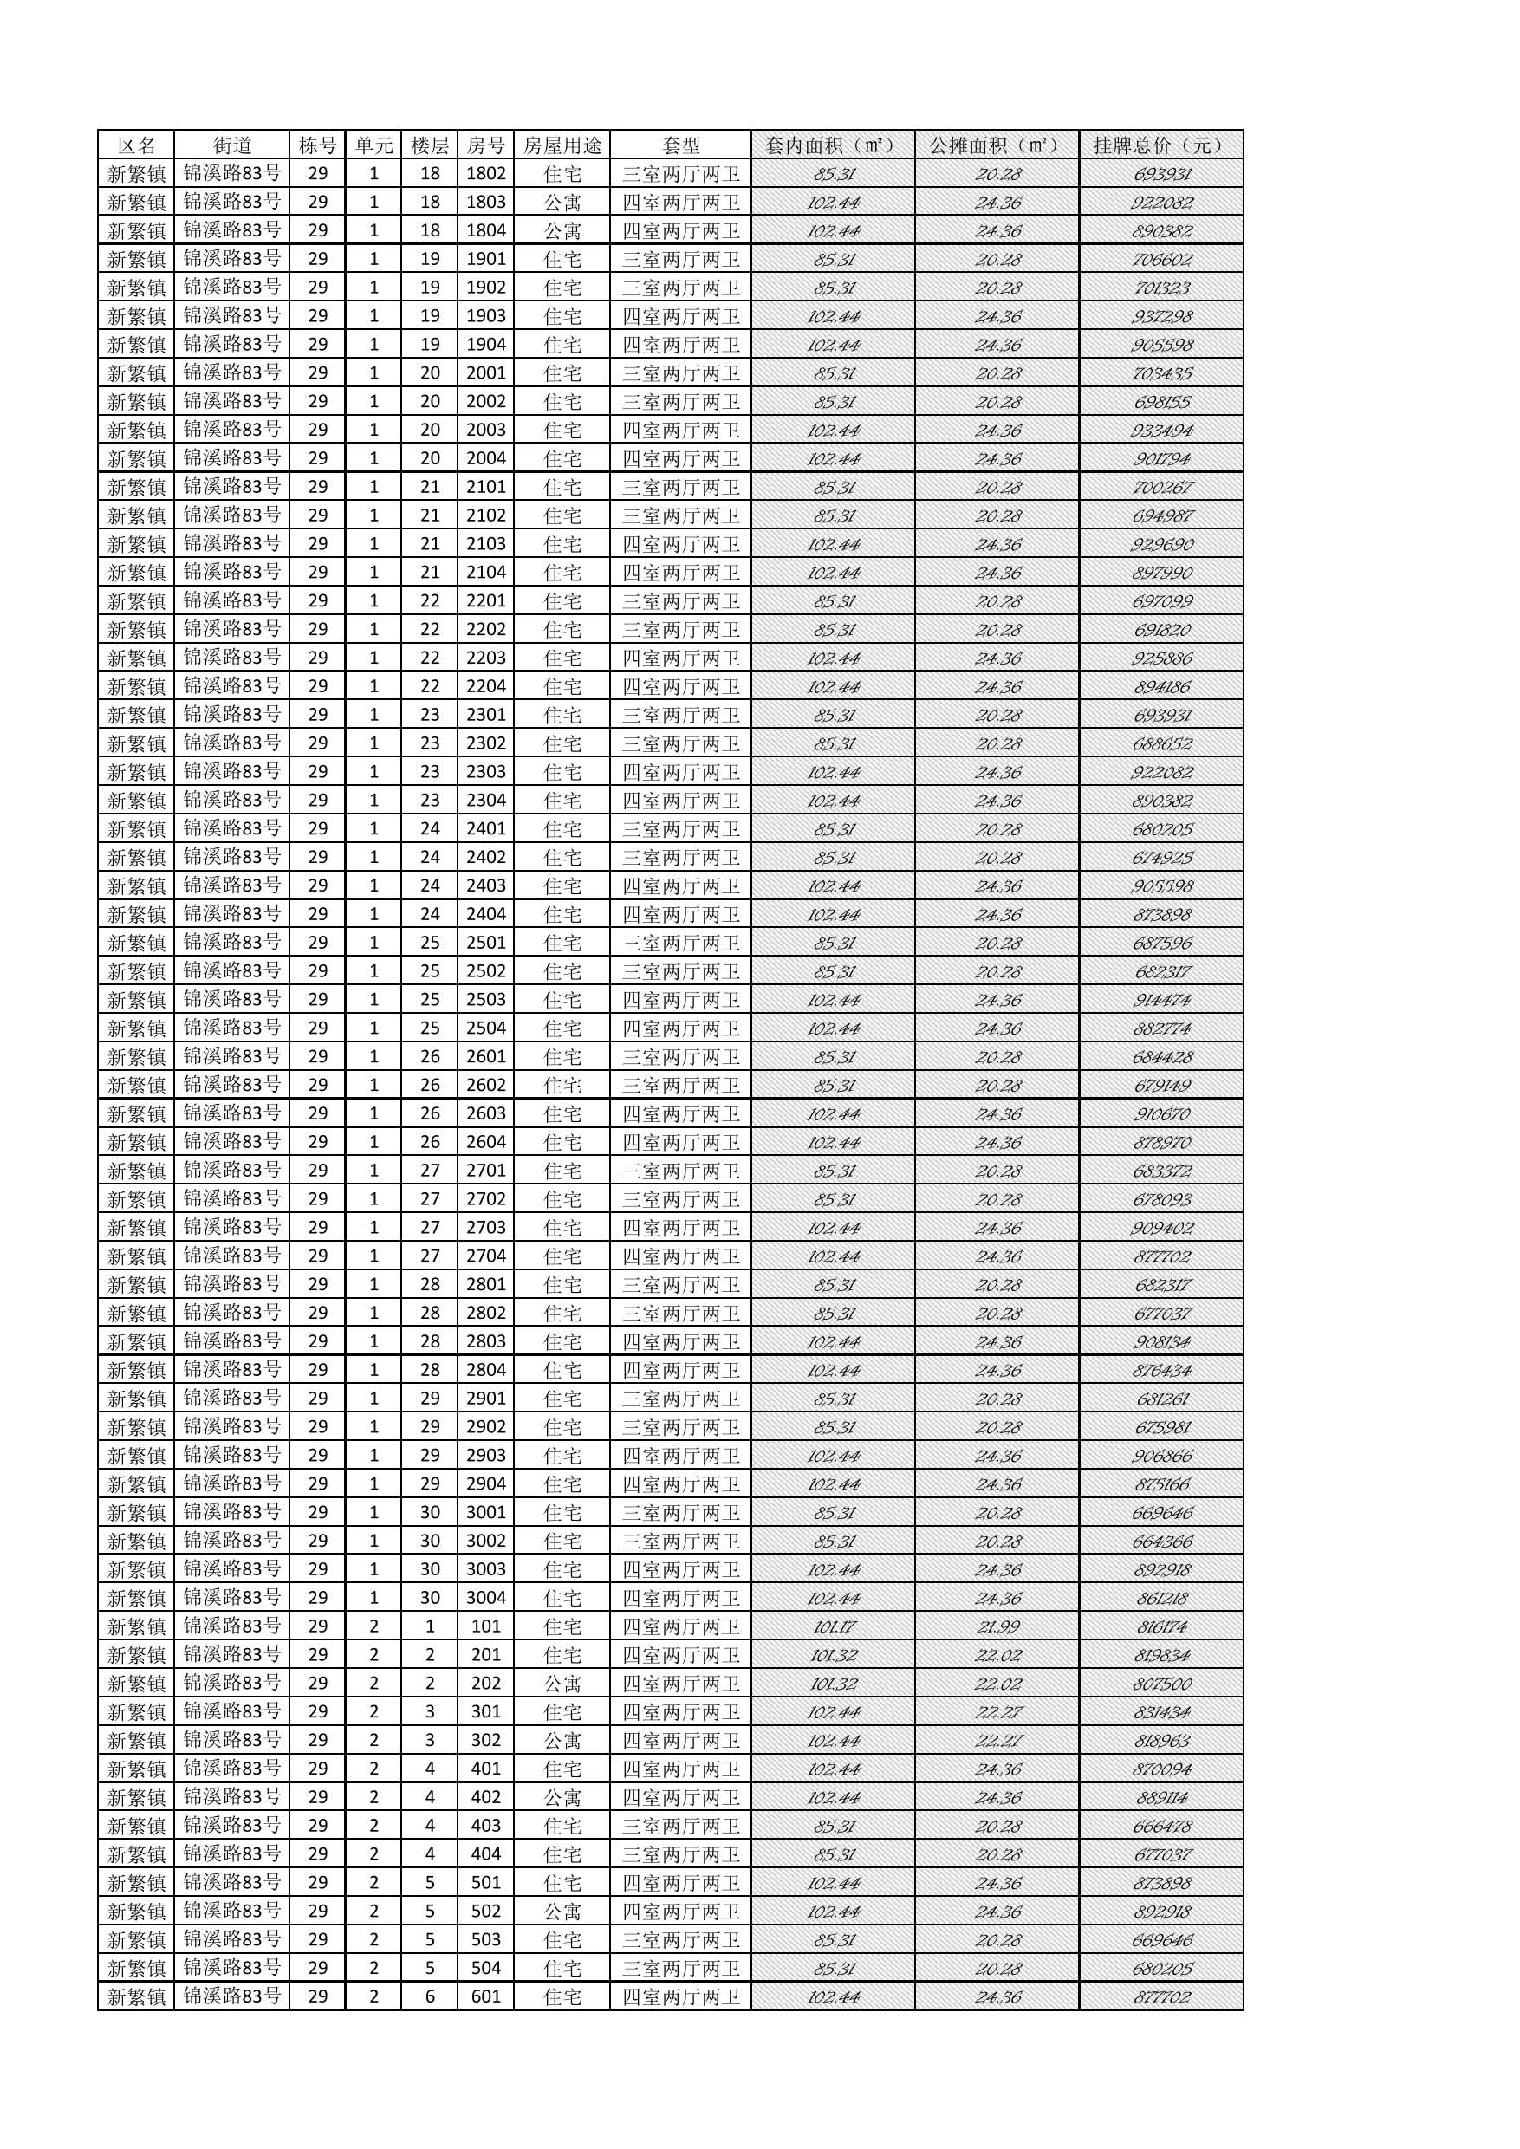 区名 街道 栋号 单元 楼层 房号 房屋用途 套型 套内面积（㎡） 公摊面积（㎡） 挂牌总价（元）
新繁镇 锦溪路83号 29 1 18 1802 住宅 三室两厅两卫 85.31 20.28 693931
新繁镇 锦溪路83号 29 1 18 1803 公寓 四室两厅两卫 102.44 24.36 922082
新繁镇 锦溪路83号 29 1 18 1804 公寓 四室两厅两卫 102.44 24.36 890382
新繁镇 锦溪路83号 29 1 19 1901 住宅 三室两厅两卫 85.31 20.28 706602
新繁镇 锦溪路83号 29 1 19 1902 住宅 三室两厅两卫 85.31 20.28 701323
新繁镇 锦溪路83号 29 1 19 1903 住宅 四室两厅两卫 102.44 24.36 937298
新繁镇 锦溪路83号 29 1 19 1904 住宅 四室两厅两卫 102.44 24.36 905598
新繁镇 锦溪路83号 29 1 20 2001 住宅 三室两厅两卫 85.31 20.28 703435
新繁镇 锦溪路83号 29 1 20 2002 住宅 三室两厅两卫 85.31 20.28 698155
新繁镇 锦溪路83号 29 1 20 2003 住宅 四室两厅两卫 102.44 24.36 933494
新繁镇 锦溪路83号 29 1 20 2004 住宅 四室两厅两卫 102.44 24.36 901794
新繁镇 锦溪路83号 29 1 21 2101 住宅 三室两厅两卫 85.31 20.28 700267
新繁镇 锦溪路83号 29 1 21 2102 住宅 三室两厅两卫 85.31 20.28 694987
新繁镇 锦溪路83号 29 1 21 2103 住宅 四室两厅两卫 102.44 24.36 929690
新繁镇 锦溪路83号 29 1 21 2104 住宅 四室两厅两卫 102.44 24.36 897990
新繁镇 锦溪路83号 29 1 22 2201 住宅 三室两厅两卫 85.31 20.28 697099
新繁镇 锦溪路83号 29 1 22 2202 住宅 三室两厅两卫 85.31 20.28 691820
新繁镇 锦溪路83号 29 1 22 2203 住宅 四室两厅两卫 102.44 24.36 925886
新繁镇 锦溪路83号 29 1 22 2204 住宅 四室两厅两卫 102.44 24.36 894186
新繁镇 锦溪路83号 29 1 23 2301 住宅 三室两厅两卫 85.31 20.28 693931
新繁镇 锦溪路83号 29 1 23 2302 住宅 三室两厅两卫 85.31 20.28 688652
新繁镇 锦溪路83号 29 1 23 2303 住宅 四室两厅两卫 102.44 24.36 922082
新繁镇 锦溪路83号 29 1 23 2304 住宅 四室两厅两卫 102.44 24.36 890382
新繁镇 锦溪路83号 29 1 24 2401 住宅 三室两厅两卫 85.31 20.28 680205
新繁镇 锦溪路83号 29 1 24 2402 住宅 三室两厅两卫 85.31 20.28 674925
新繁镇 锦溪路83号 29 1 24 2403 住宅 四室两厅两卫 102.44 24.36 905598
新繁镇 锦溪路83号 29 1 24 2404 住宅 四室两厅两卫 102.44 24.36 873898
新繁镇 锦溪路83号 29 1 25 2501 住宅 三室两厅两卫 85.31 20.28 687596
新繁镇 锦溪路83号 29 1 25 2502 住宅 三室两厅两卫 85.31 20.28 682317
新繁镇 锦溪路83号 29 1 25 2503 住宅 四室两厅两卫 102.44 24.36 914474
新繁镇 锦溪路83号 29 1 25 2504 住宅 四室两厅两卫 102.44 24.36 882774
新繁镇 锦溪路83号 29 1 26 2601 住宅 三室两厅两卫 85.31 20.28 684428
新繁镇 锦溪路83号 29 1 26 2602 住宅 三室两厅两卫 85.31 20.28 679149
新繁镇 锦溪路83号 29 1 26 2603 住宅 四室两厅两卫 102.44 24.36 910670
新繁镇 锦溪路83号 29 1 26 2604 住宅 四室两厅两卫 102.44 24.36 878970
新繁镇 锦溪路83号 29 1 27 2701 住宅 三室两厅两卫 85.31 20.28 683372
新繁镇 锦溪路83号 29 1 27 2702 住宅 三室两厅两卫 85.31 20.28 678093
新繁镇 锦溪路83号 29 1 27 2703 住宅 四室两厅两卫 102.44 24.36 909402
新繁镇 锦溪路83号 29 1 27 2704 住宅 四室两厅两卫 102.44 24.36 877702
新繁镇 锦溪路83号 29 1 28 2801 住宅 三室两厅两卫 85.31 20.28 682317
新繁镇 锦溪路83号 29 1 28 2802 住宅 三室两厅两卫 85.31 20.28 677037
新繁镇 锦溪路83号 29 1 28 2803 住宅 四室两厅两卫 102.44 24.36 908134
新繁镇 锦溪路83号 29 1 28 2804 住宅 四室两厅两卫 102.44 24.36 876434
新繁镇 锦溪路83号 29 1 29 2901 住宅 三室两厅两卫 85.31 20.28 681261
新繁镇 锦溪路83号 29 1 29 2902 住宅 三室两厅两卫 85.31 20.28 675981
新繁镇 锦溪路83号 29 1 29 2903 住宅 四室两厅两卫 102.44 24.36 906866
新繁镇 锦溪路83号 29 1 29 2904 住宅 四室两厅两卫 102.44 24.36 875166
新繁镇 锦溪路83号 29 1 30 3001 住宅 三室两厅两卫 85.31 20.28 669646
新繁镇 锦溪路83号 29 1 30 3002 住宅 三室两厅两卫 85.31 20.28 664366
新繁镇 锦溪路83号 29 1 30 3003 住宅 四室两厅两卫 102.44 24.36 892918
新繁镇 锦溪路83号 29 1 30 3004 住宅 四室两厅两卫 102.44 24.36 861218
新繁镇 锦溪路83号 29 2 1 101 住宅 四室两厅两卫 101.17 21.99 816174
新繁镇 锦溪路83号 29 2 2 201 住宅 四室两厅两卫 101.32 22.02 819834
新繁镇 锦溪路83号 29 2 2 202 公寓 四室两厅两卫 101.32 22.02 807500
新繁镇 锦溪路83号 29 2 3 301 住宅 四室两厅两卫 102.44 22.27 831434
新繁镇 锦溪路83号 29 2 3 302 公寓 四室两厅两卫 102.44 22.27 818963
新繁镇 锦溪路83号 29 2 4 401 住宅 四室两厅两卫 102.44 24.36 870094
新繁镇 锦溪路83号 29 2 4 402 公寓 四室两厅两卫 102.44 24.36 889114
新繁镇 锦溪路83号 29 2 4 403 住宅 三室两厅两卫 85.31 20.28 666478
新繁镇 锦溪路83号 29 2 4 404 住宅 三室两厅两卫 85.31 20.28 677037
新繁镇 锦溪路83号 29 2 5 501 住宅 四室两厅两卫 102.44 24.36 873898
新繁镇 锦溪路83号 29 2 5 502 公寓 四室两厅两卫 102.44 24.36 892918
新繁镇 锦溪路83号 29 2 5 503 住宅 三室两厅两卫 85.31 20.28 669646
新繁镇 锦溪路83号 29 2 5 504 住宅 三室两厅两卫 85.31 20.28 680205
新繁镇 锦溪路83号 29 2 6 601 住宅 四室两厅两卫 102.44 24.36 877702